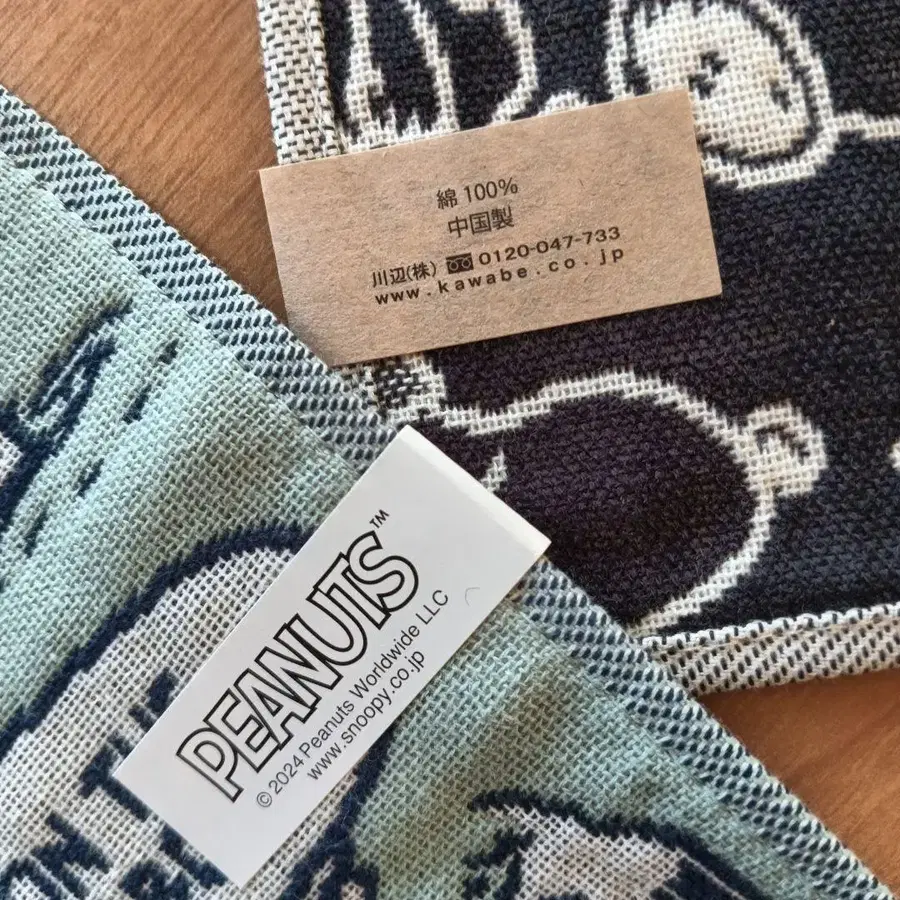 綿 100%
中国製
川辺(株) 0120-047-733
www.kawabe.co.jp
PEANUTS™
© 2024 Peanuts Worldwide LLC
www.snoopy.co.jp
ON